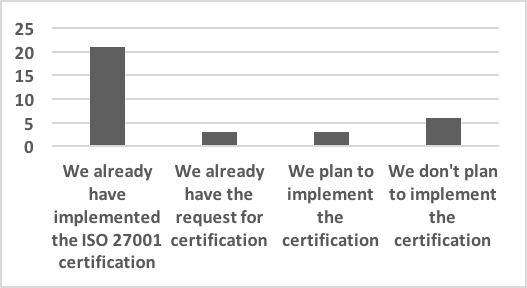 25
20
15
10
5
0
We already
have
implemented
the ISO 27001
certification
We already
have the
request for
certification
We plan to
implement
the
certification
We don't plan
to implement
the
certification